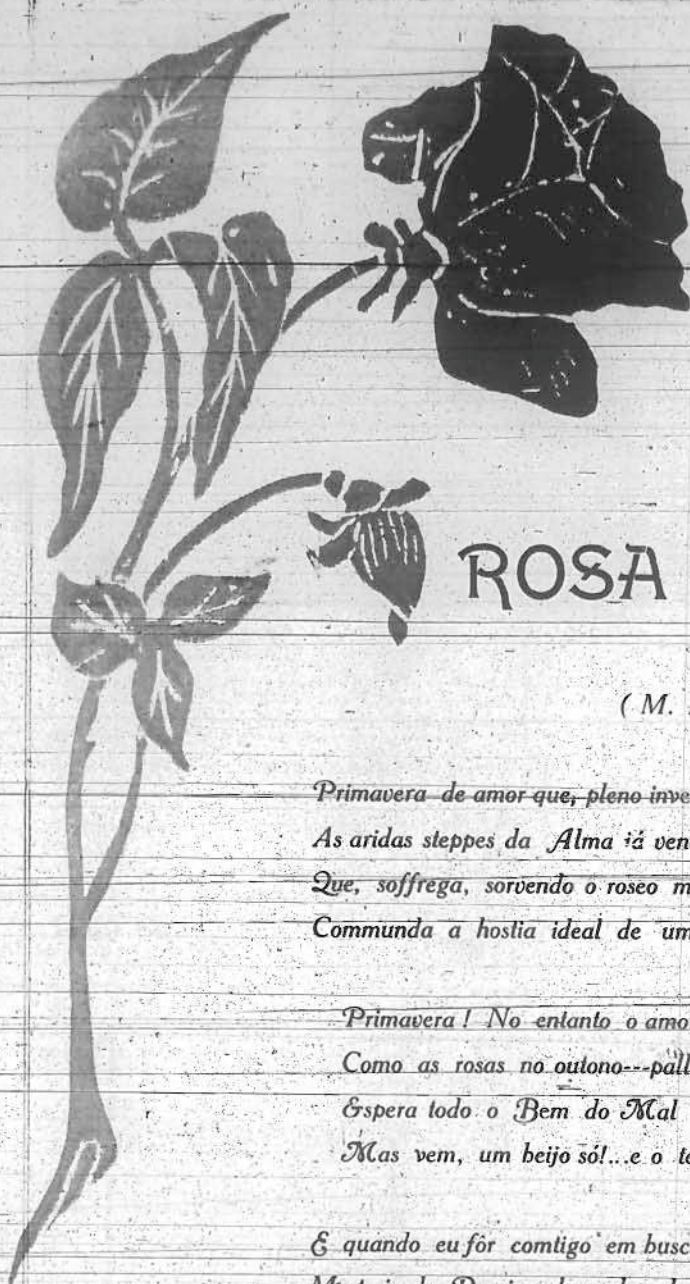 ROSA
( M.
Primavera de amor que, pleno inve
As aridas steppes da Alma já ven
Que, soffrega, sorvendo o roseo m
Communda a hostia ideal de um
Primavera ! No entanto o amo
Como as rosas no outono---pall
Espera todo o Bem do Mal
Mas vem, um beijo só!...e o te
E quando eu fôr comtigo em busc